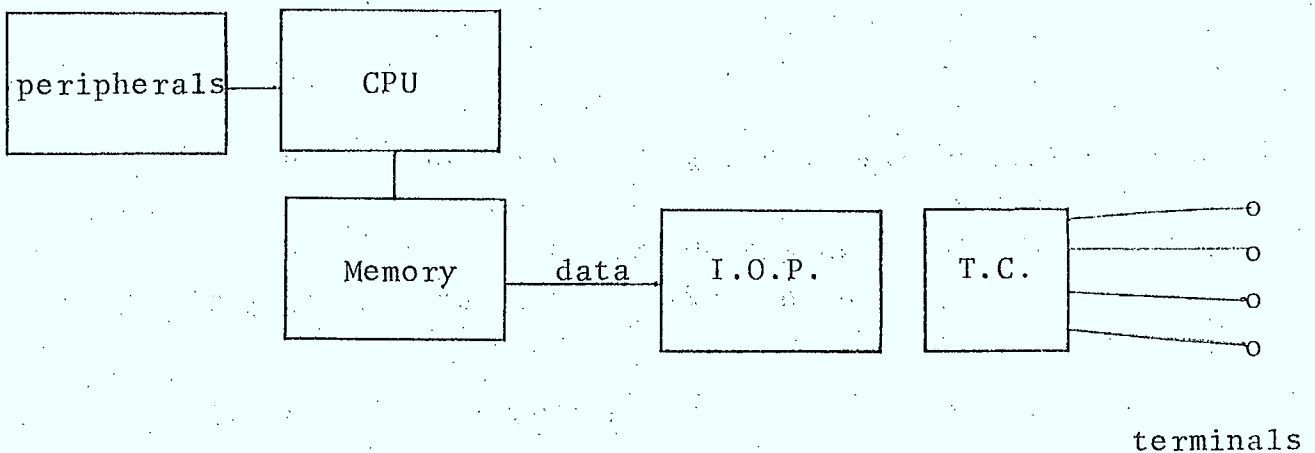 peripherals
CPU
Memory
data
I.O.P.
T.C.
terminals